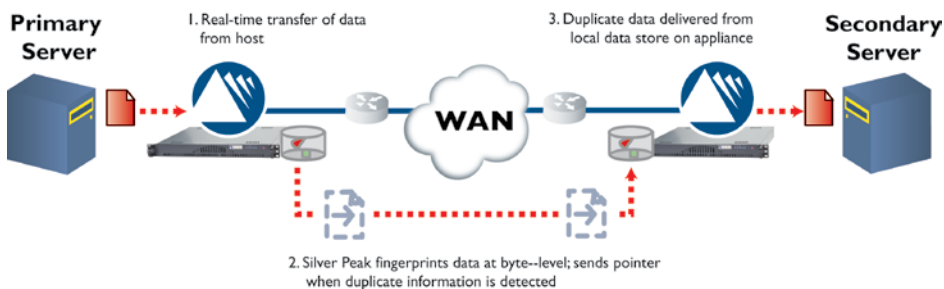 Primary
Server
1. Real-time transfer of data
from host
3. Duplicate data delivered from
local data store on appliance
Secondary
Server
WAN
2. Silver Peak fingerprints data at byte--level; sends pointer
when duplicate information is detected